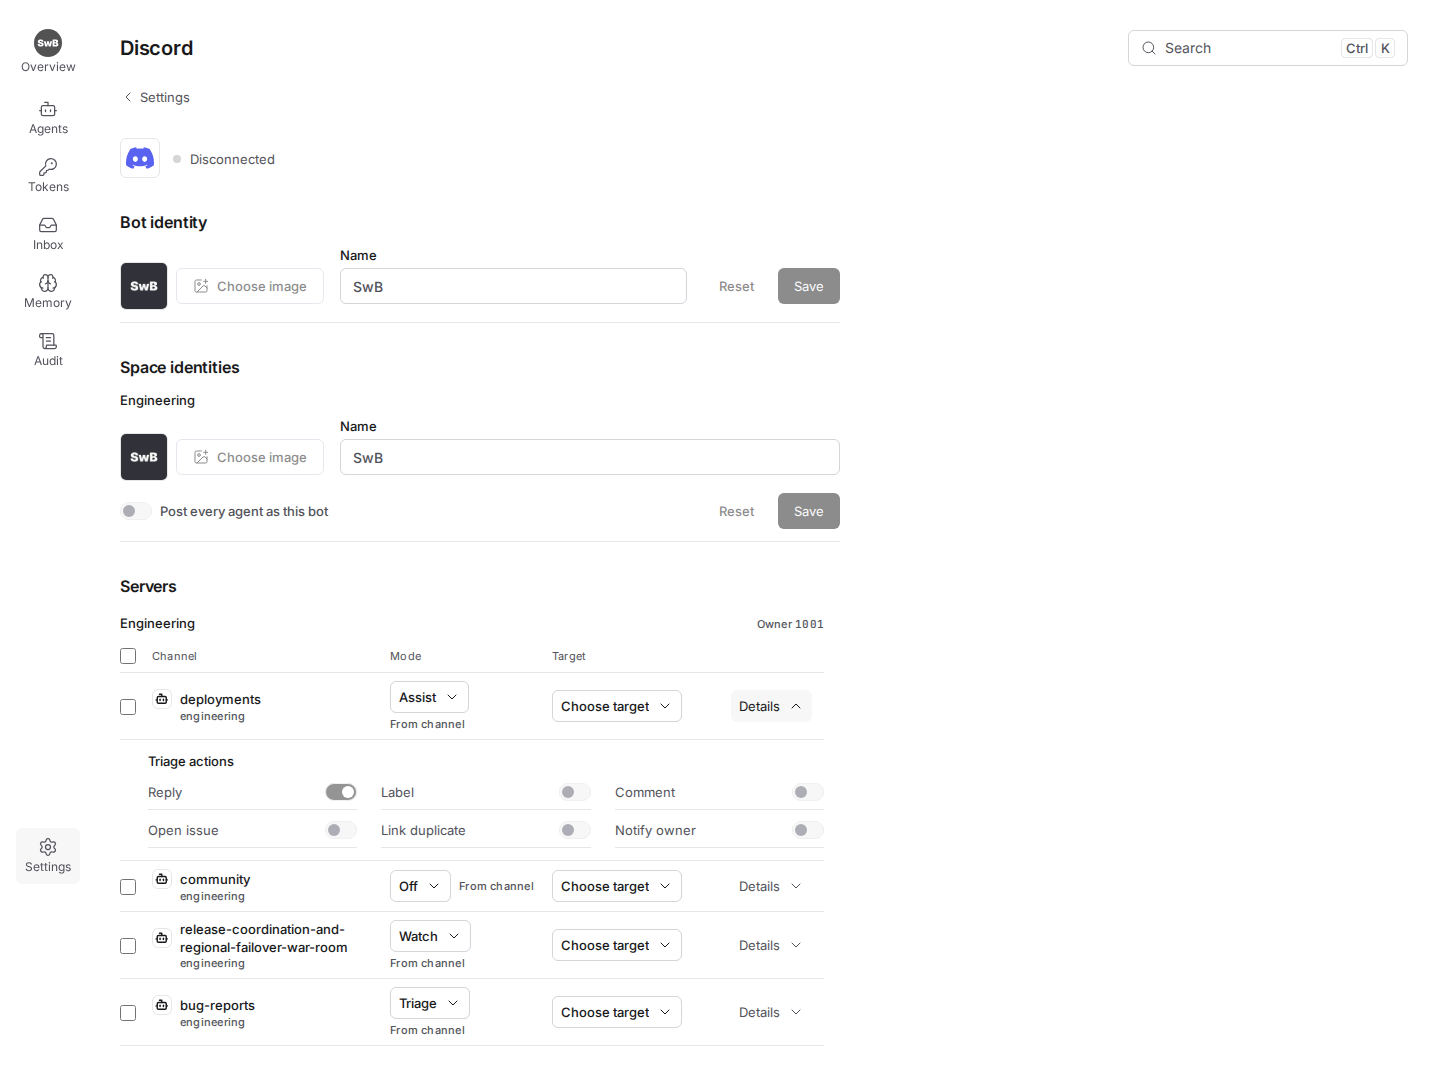 SwB
Overview
Agents
Tokens
Inbox
Memory
Audit
Settings
Discord
Search
Ctrl K
Settings
Disconnected
Bot identity
Name
SwB
Choose image
SwB
Reset
Save
Space identities
Engineering
Name
SwB
Choose image
SwB
Post every agent as this bot
Reset
Save
Servers
Engineering
Owner 1001
Channel
Mode
Target
deployments
engineering
Assist
From channel
Choose target
Details
Triage actions
Reply
Label
Comment
Open issue
Link duplicate
Notify owner
community
engineering
Off
From channel
Choose target
Details
release-coordination-and-
regional-failover-war-room
engineering
Watch
From channel
Choose target
Details
bug-reports
engineering
Triage
From channel
Choose target
Details